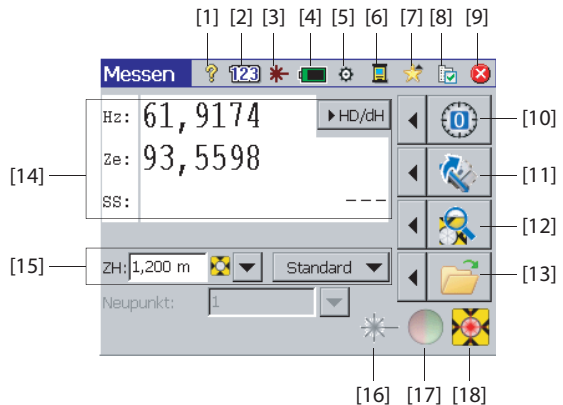 [1] [2] [3] [4] [5] [6] [7] [8] [9]
Messen ? 123
Hz: 61,9174 HD/dH
0 [10]
Ze: 93,5598
[14] [11]
SS: ---
[12]
[15] ZH: 1,200 m Standard [13]
Neupunkt: 1
[16] [17] [18]